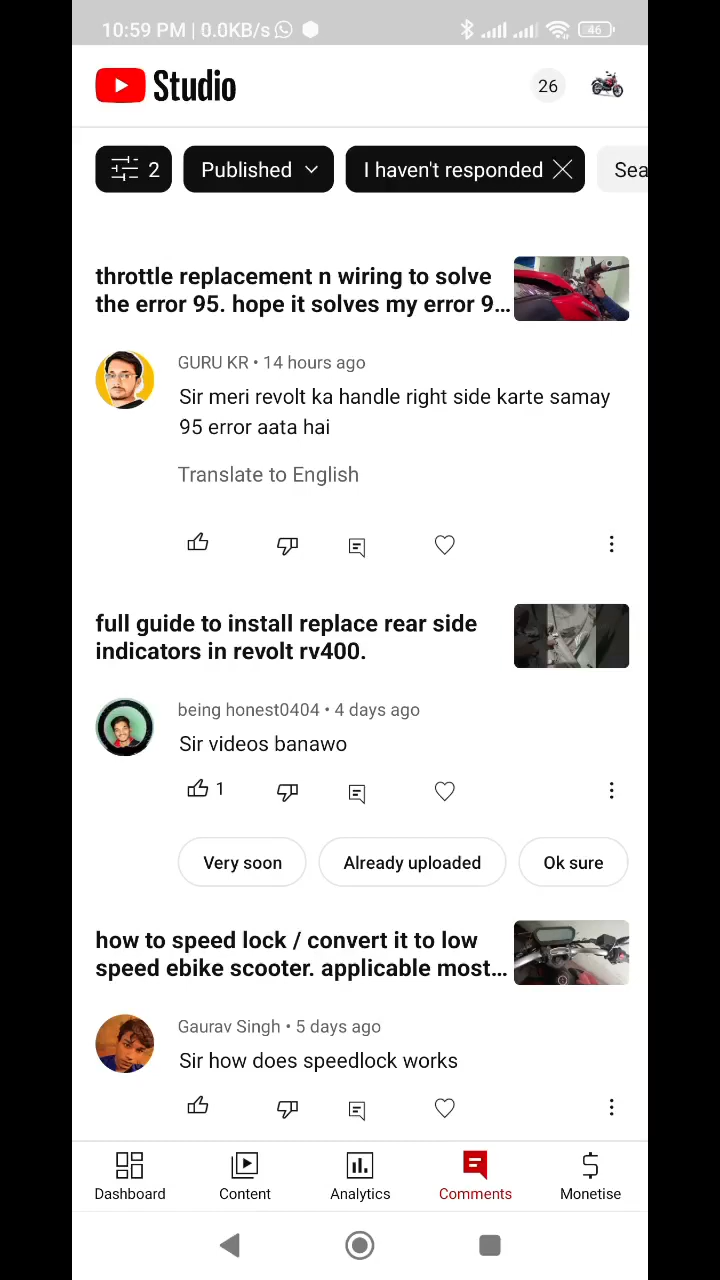 10:59 PM | 0.0KB/s
46
Studio
26
2
Published
I haven't responded
Sea
throttle replacement n wiring to solve
the error 95. hope it solves my error 9...
GURU KR • 14 hours ago
Sir meri revolt ka handle right side karte samay
95 error aata hai
Translate to English
full guide to install replace rear side
indicators in revolt rv400.
being honest0404 • 4 days ago
Sir videos banawo
1
Very soon
Already uploaded
Ok sure
how to speed lock / convert it to low
speed ebike scooter. applicable most...
Gaurav Singh • 5 days ago
Sir how does speedlock works
Dashboard
Content
Analytics
Comments
Monetise